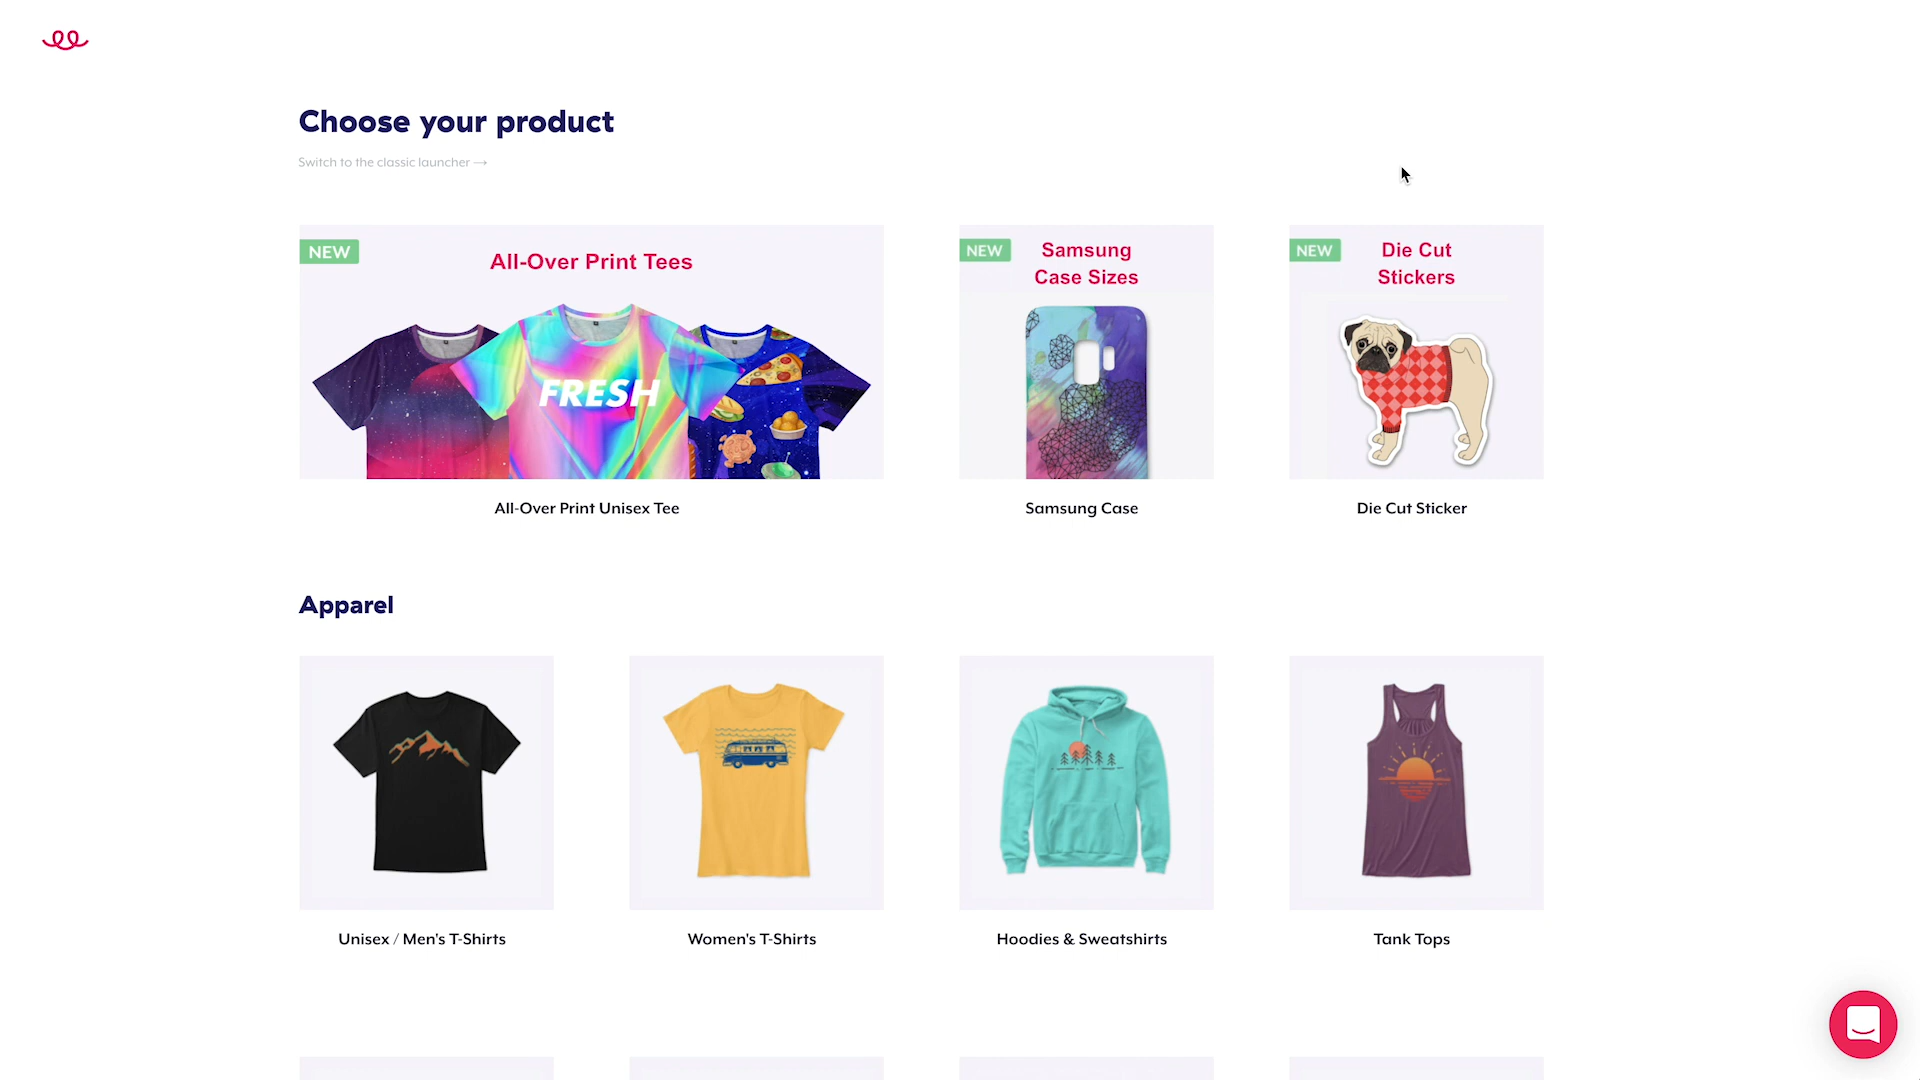 Choose your product
Switch to the classic launcher →
NEW
All-Over Print Tees
FRESH
All-Over Print Unisex Tee
NEW
Samsung
Case Sizes
Samsung Case
NEW
Die Cut
Stickers
Die Cut Sticker
Apparel
Unisex / Men's T-Shirts
Women's T-Shirts
Hoodies & Sweatshirts
Tank Tops